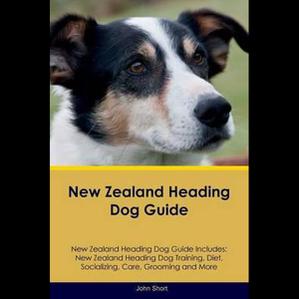 New Zealand Heading
Dog Guide
New Zealand Heading Dog Guide Includes:
New Zealand Heading Dog Training, Diet,
Socializing, Care, Grooming and More
John Short